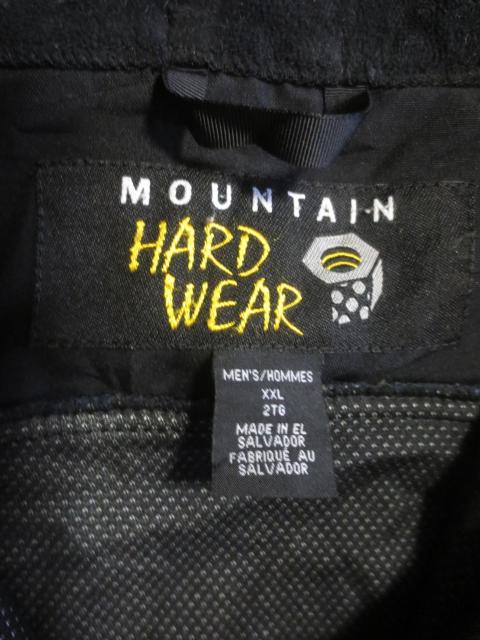 MOUNTAIN
HARD
WEAR
MEN'S/HOMMES
XXL
2TG
MADE IN EL
SALVADOR
FABRIQUÉ AU
SALVADOR